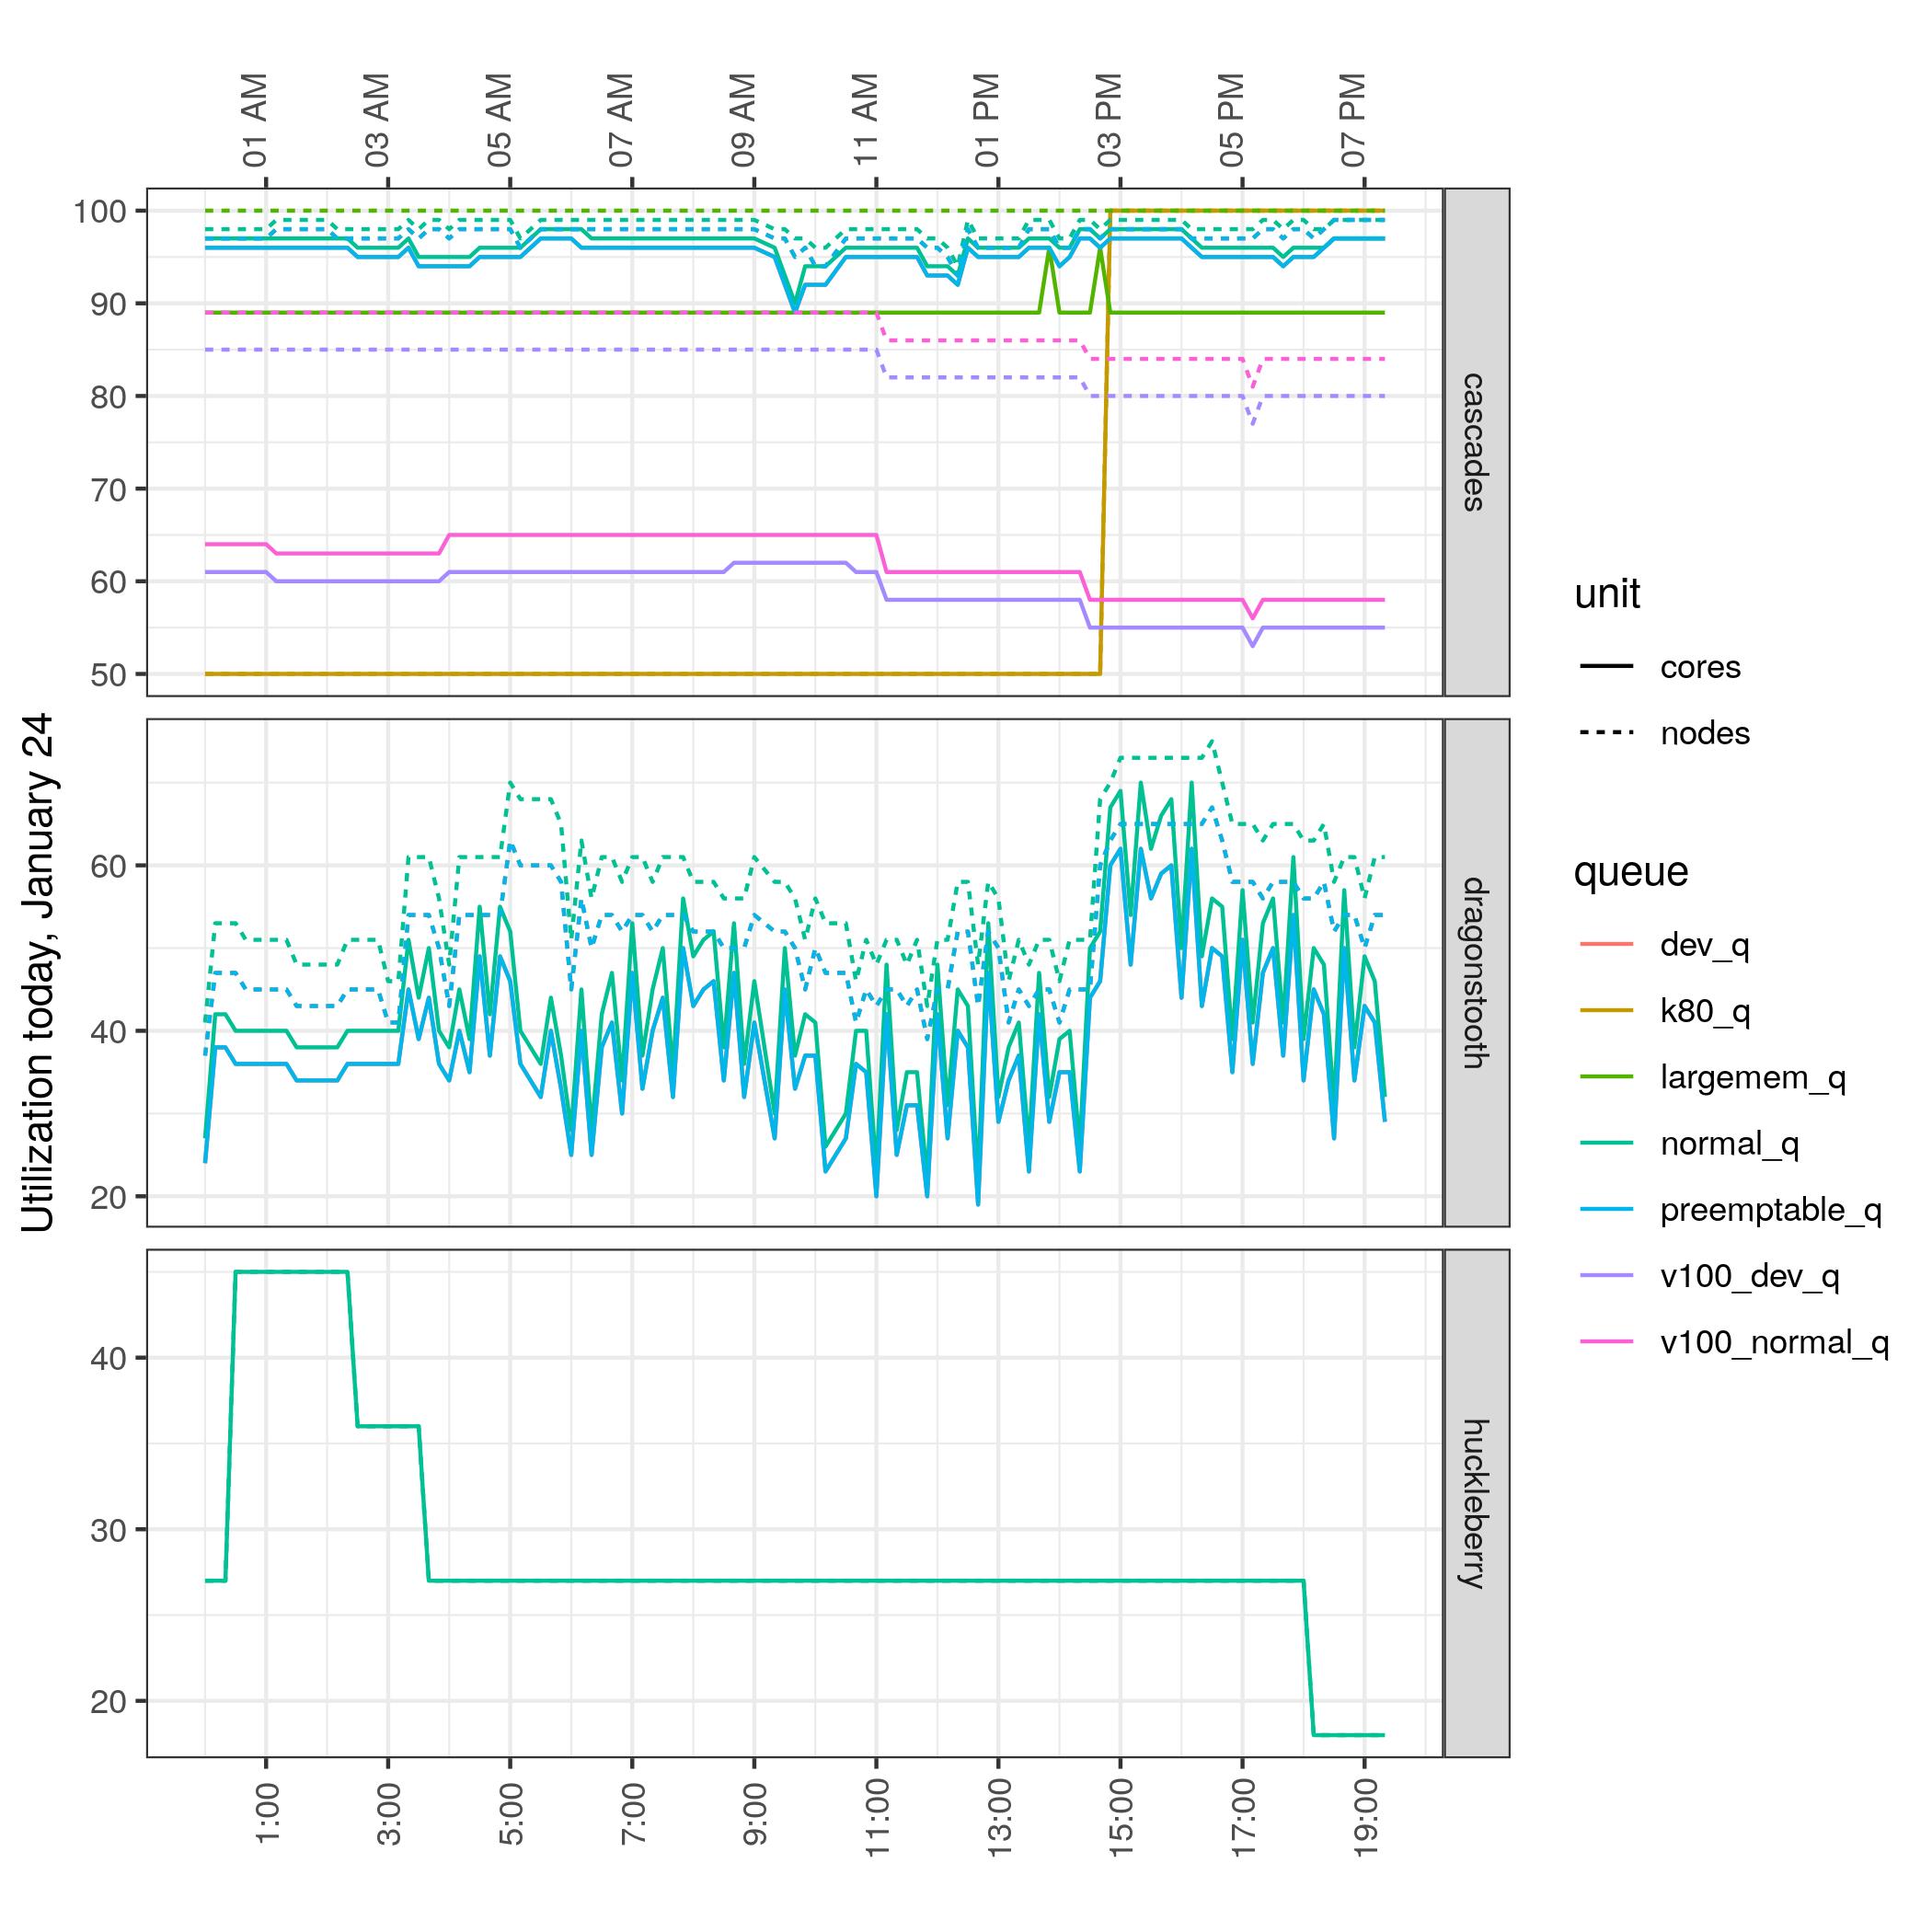 01 AM
03 AM
05 AM
07 AM
09 AM
11 AM
01 PM
03 PM
05 PM
07 PM
100
90
80
70
60
50
cascades
60
40
20
dragonstooth
40
30
20
huckleberry
1:00
3:00
5:00
7:00
9:00
11:00
13:00
15:00
17:00
19:00
Utilization today, January 24
unit
cores
nodes
queue
dev_q
k80_q
largemem_q
normal_q
preemptable_q
v100_dev_q
v100_normal_q